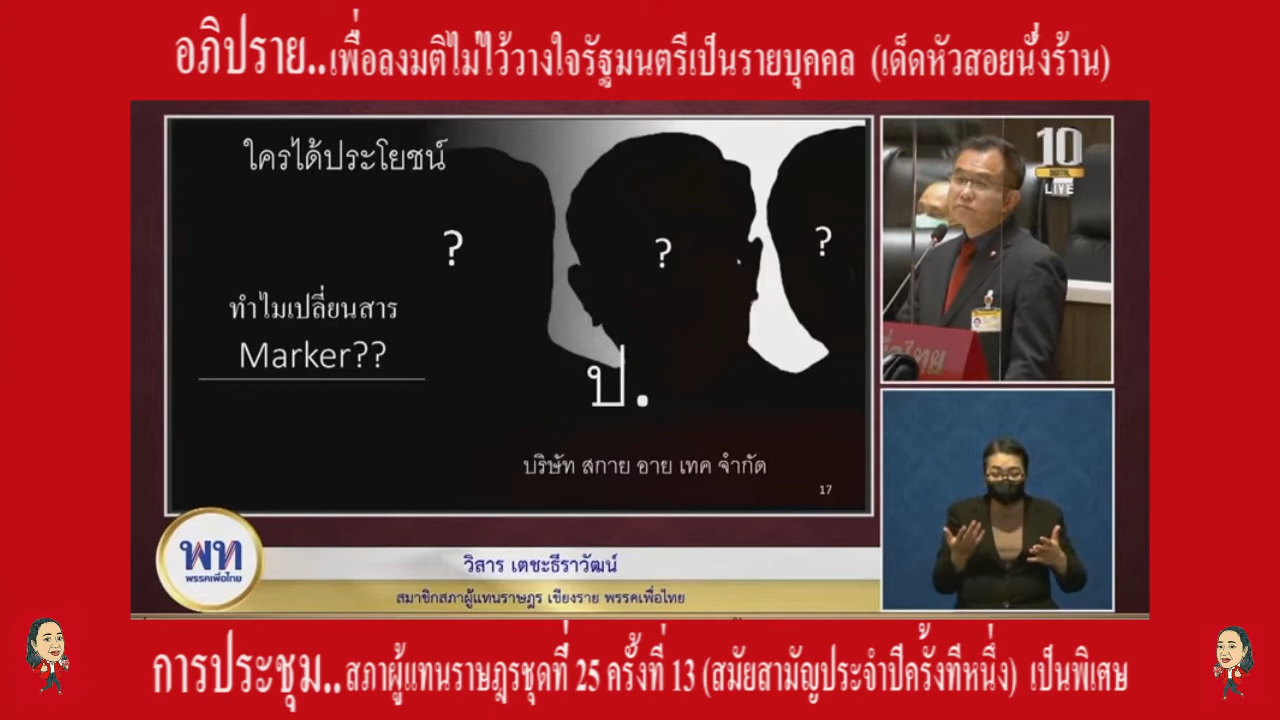 อภิปราย..เพื่อลงมติไม่ไว้วางใจรัฐมนตรีเป็นรายบุคคล (เด็ดหัวสอยนั่งร้าน)
ใครได้ประโยชน์
?
?
?
ทำไมเปลี่ยนสาร
Marker??
ป.
บริษัท สกาย อาย เทค จำกัด
17
10
DIGITAL
LIVE
พท
พรรคเพื่อไทย
วิสาร เตชะธีราวัฒน์
สมาชิกสภาผู้แทนราษฎร เชียงราย พรรคเพื่อไทย
การประชุม..สภาผู้แทนราษฎรชุดที่ 25 ครั้งที่ 13 (สมัยสามัญประจำปีครั้งที่หนึ่ง) เป็นพิเศษ